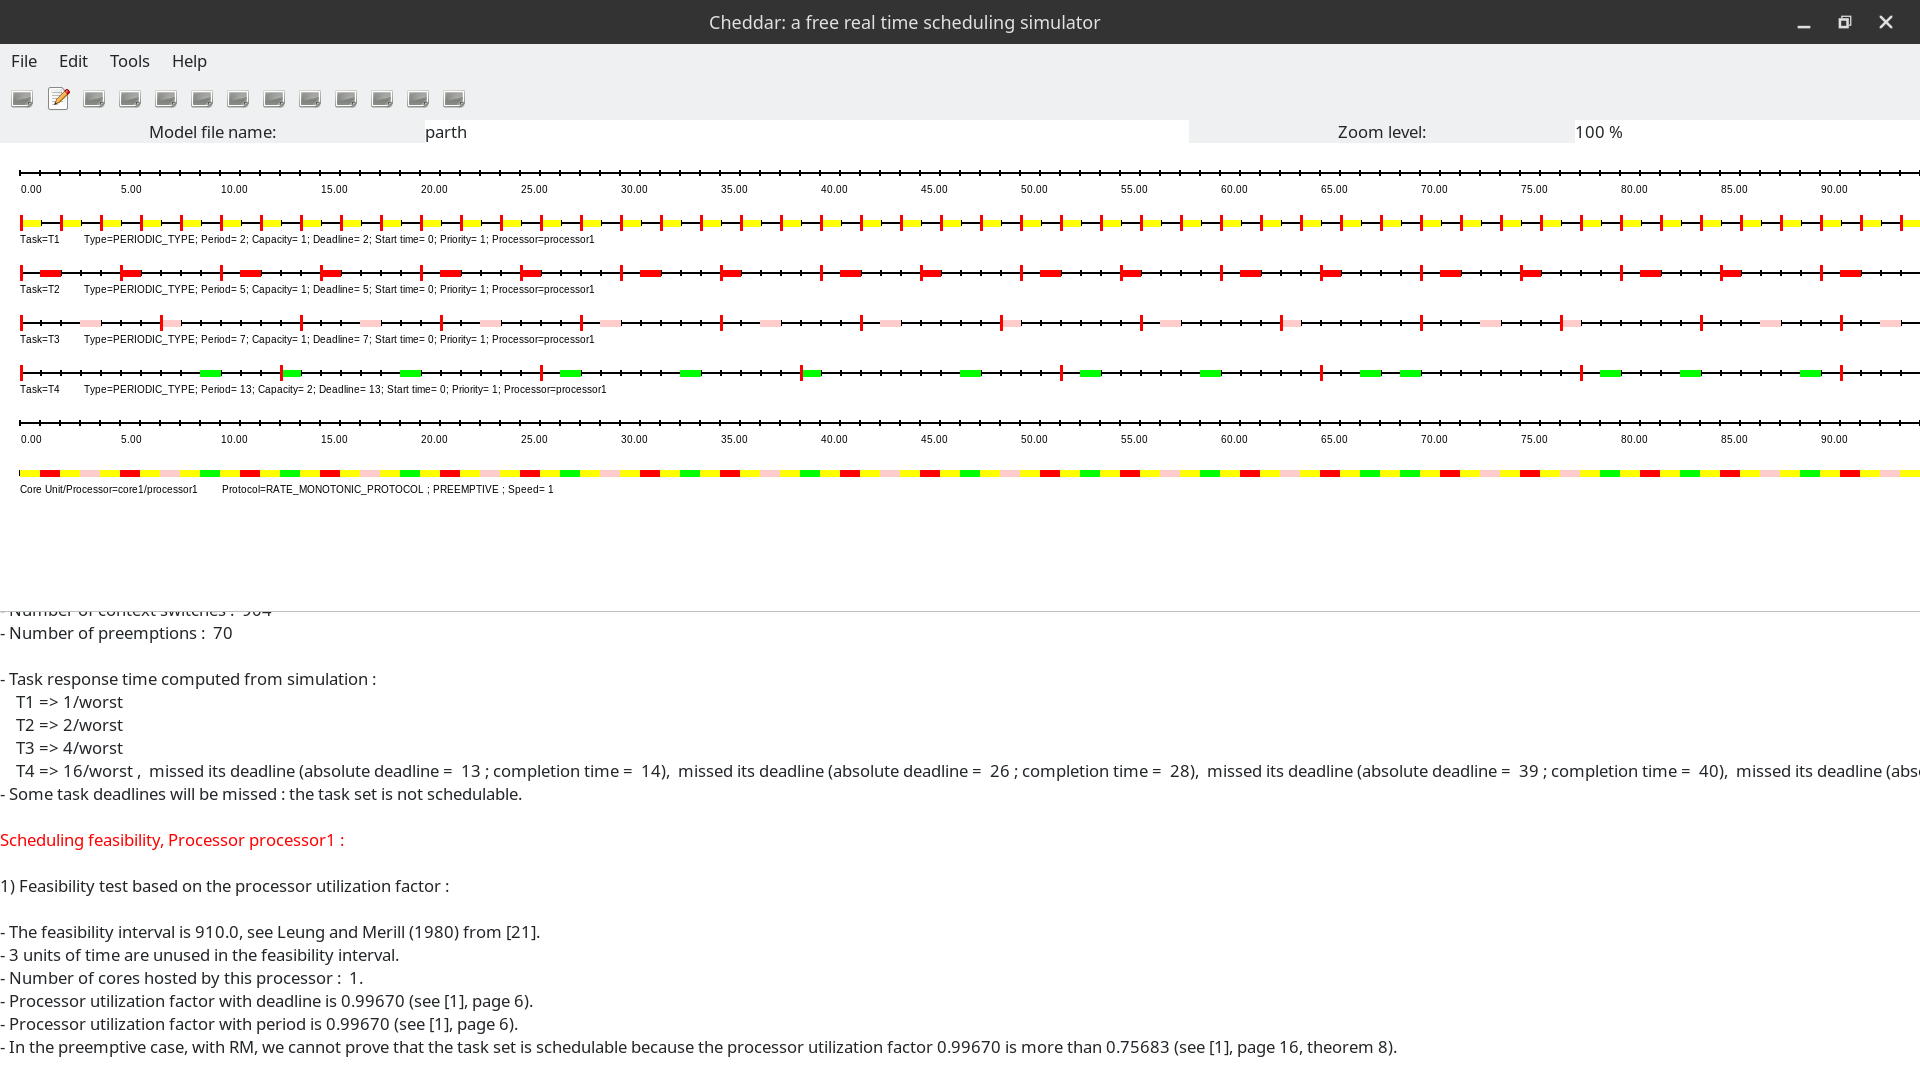 Cheddar: a free real time scheduling simulator
File Edit Tools Help
Model file name: parth Zoom level: 100 %
0.00 5.00 10.00 15.00 20.00 25.00 30.00 35.00 40.00 45.00 50.00 55.00 60.00 65.00 70.00 75.00 80.00 85.00 90.00
Task=T1 Type=PERIODIC_TYPE; Period= 2; Capacity= 1; Deadline= 2; Start time= 0; Priority= 1; Processor=processor1
Task=T2 Type=PERIODIC_TYPE; Period= 5; Capacity= 1; Deadline= 5; Start time= 0; Priority= 1; Processor=processor1
Task=T3 Type=PERIODIC_TYPE; Period= 7; Capacity= 1; Deadline= 7; Start time= 0; Priority= 1; Processor=processor1
Task=T4 Type=PERIODIC_TYPE; Period= 13; Capacity= 2; Deadline= 13; Start time= 0; Priority= 1; Processor=processor1
0.00 5.00 10.00 15.00 20.00 25.00 30.00 35.00 40.00 45.00 50.00 55.00 60.00 65.00 70.00 75.00 80.00 85.00 90.00
Core Unit/Processor=core1/processor1 Protocol=RATE_MONOTONIC_PROTOCOL ; PREEMPTIVE ; Speed= 1
- Number of context switches : 904
- Number of preemptions : 70
- Task response time computed from simulation :
T1 => 1/worst
T2 => 2/worst
T3 => 4/worst
T4 => 16/worst , missed its deadline (absolute deadline = 13 ; completion time = 14), missed its deadline (absolute deadline = 26 ; completion time = 28), missed its deadline (absolute deadline = 39 ; completion time = 40), missed its deadline (abs
- Some task deadlines will be missed : the task set is not schedulable.
Scheduling feasibility, Processor processor1 :
1) Feasibility test based on the processor utilization factor :
- The feasibility interval is 910.0, see Leung and Merill (1980) from [21].
- 3 units of time are unused in the feasibility interval.
- Number of cores hosted by this processor : 1.
- Processor utilization factor with deadline is 0.99670 (see [1], page 6).
- Processor utilization factor with period is 0.99670 (see [1], page 6).
- In the preemptive case, with RM, we cannot prove that the task set is schedulable because the processor utilization factor 0.99670 is more than 0.75683 (see [1], page 16, theorem 8).